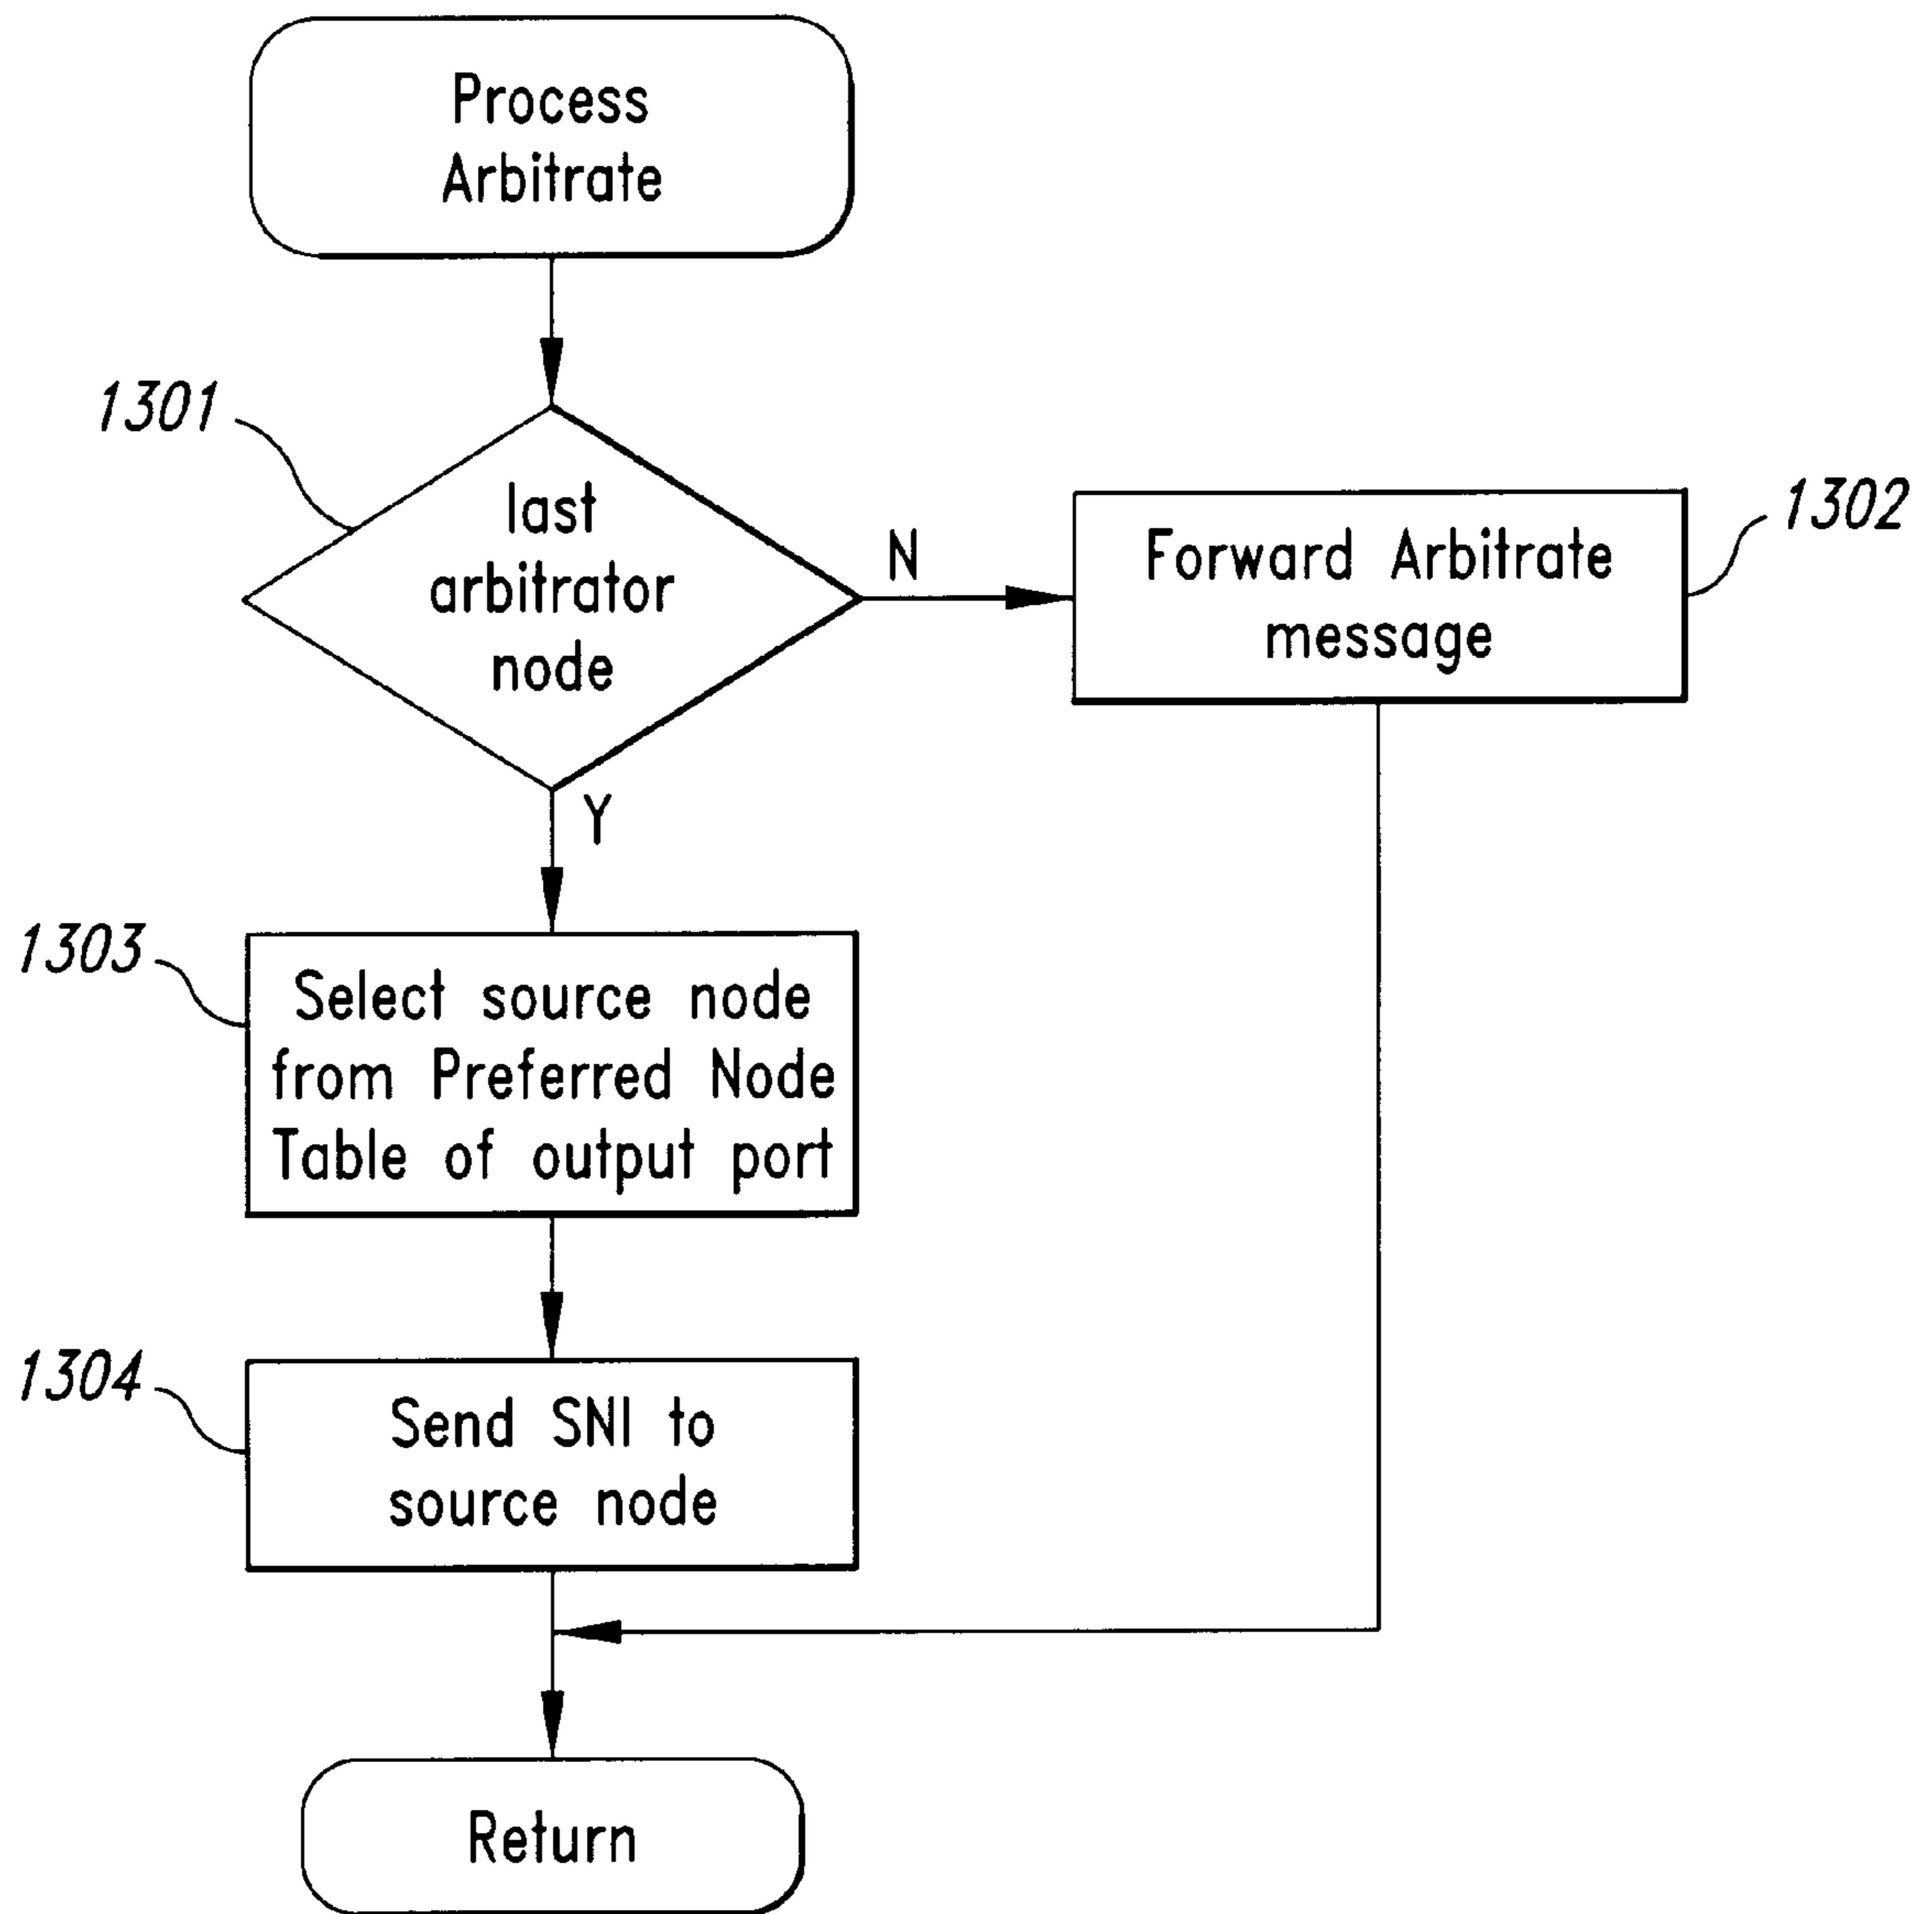 Process
Arbitrate
1301
last
arbitrator
node
N
Forward Arbitrate
message
1302
Y
1303
Select source node
from Preferred Node
Table of output port
1304
Send SNI to
source node
Return